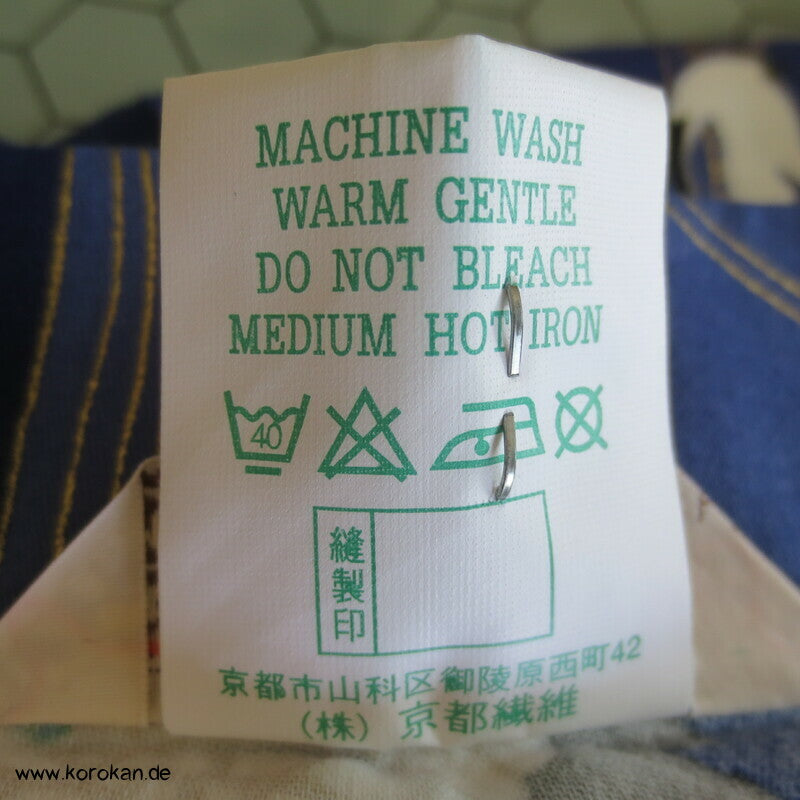 MACHINE WASH
WARM GENTLE
DO NOT BLEACH
MEDIUM HOT IRON
40
縫製印
京都市山科区御陵原西町42
(株) 京都繊維
www.korokan.de